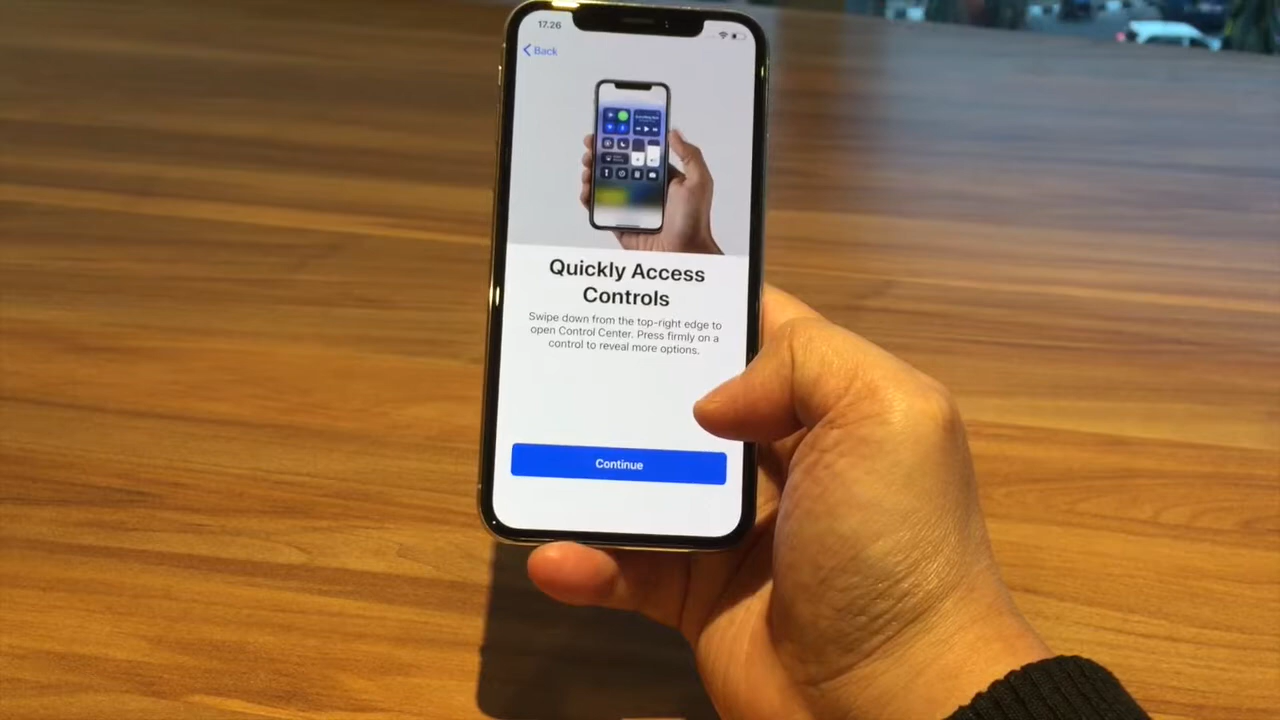 17.26
Back
Quickly Access
Controls
Swipe down from the top-right edge to
open Control Center. Press firmly on a
control to reveal more options.
Continue